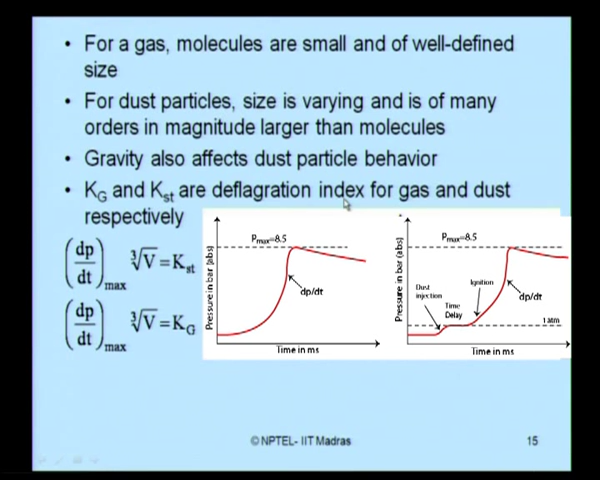 • For a gas, molecules are small and of well-defined
size
• For dust particles, size is varying and is of many
orders in magnitude larger than molecules
• Gravity also affects dust particle behavior
• K_G and K_st are deflagration index for gas and dust
respectively
(dp/dt)_max ∛V = K_st
(dp/dt)_max ∛V = K_G
Pressure in bar (abs)
P_max=8.5
dp/dt
Time in ms
Pressure in bar (abs)
P_max=8.5
Dust
injection
Time
Delay
Ignition
dp/dt
1 atm
Time in ms
© NPTEL- IIT Madras
15